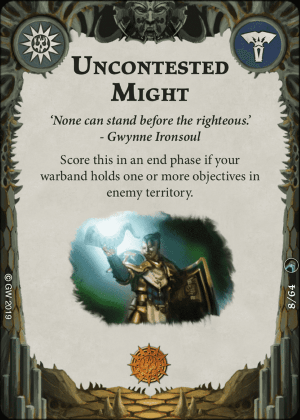 UNCONTESTED
MIGHT
‘None can stand before the righteous.’
- Gwynne Ironsoul
Score this in an end phase if your
warband holds one or more objectives in
enemy territory.
© GW 2019
8/64